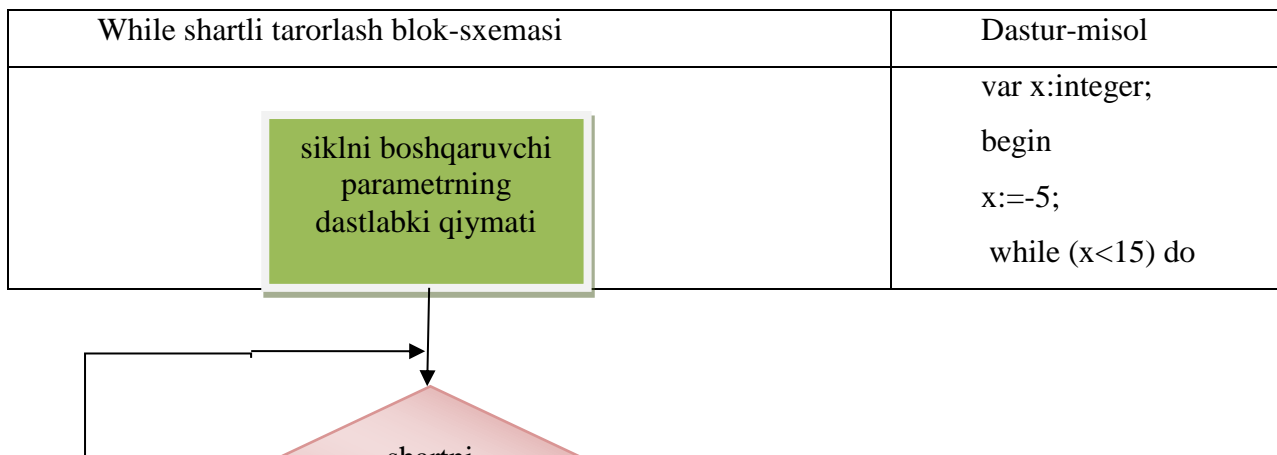 While shartli tarorlash blok-sxemasi
Dastur-misol
siklni boshqaruvchi
parametrning
dastlabki qiymati
var x:integer;
begin
x:=-5;
while (x<15) do
shartni